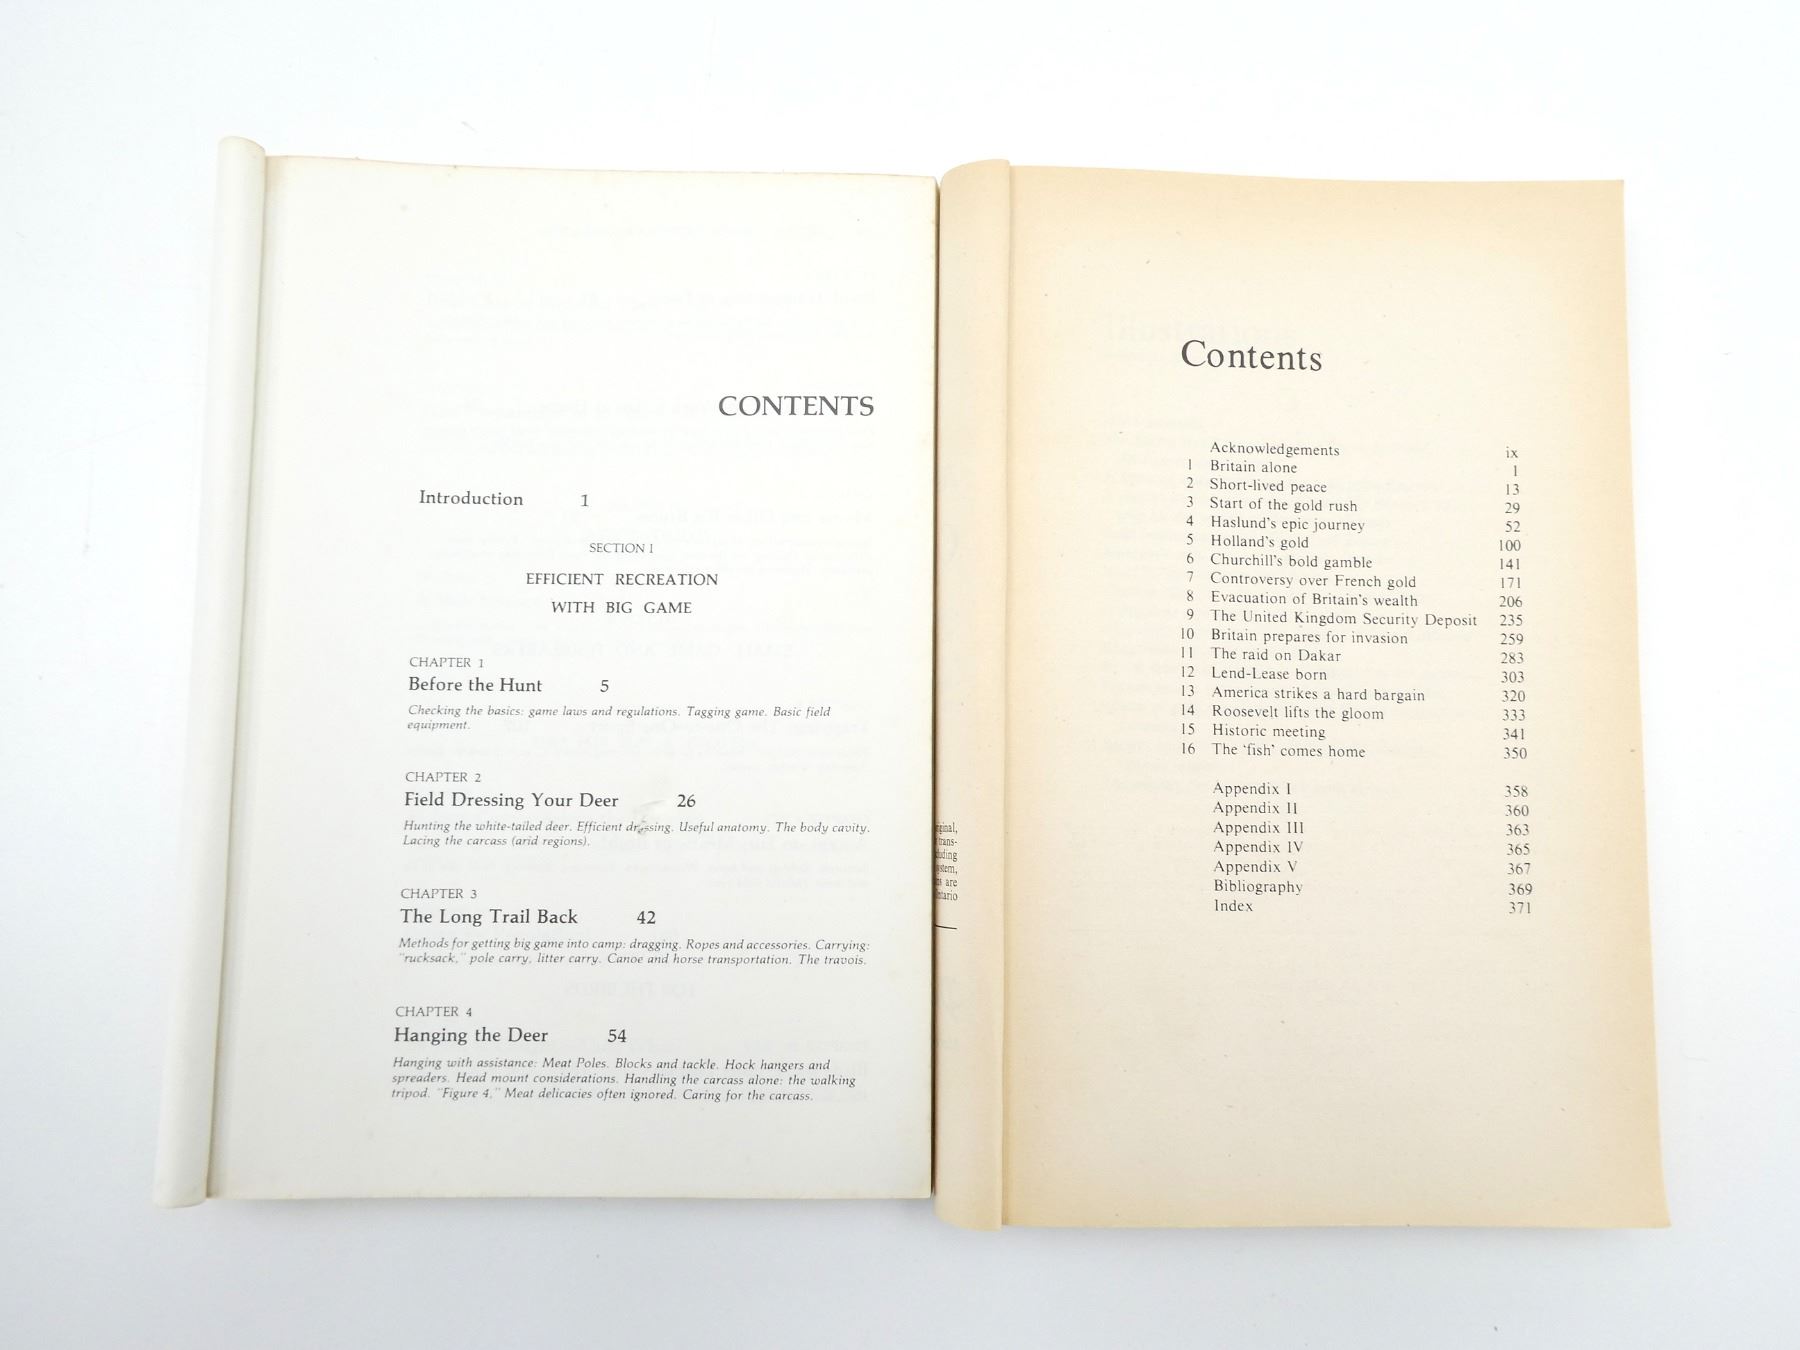 CONTENTS
Introduction 1
SECTION I
EFFICIENT RECREATION
WITH BIG GAME
CHAPTER 1
Before the Hunt 5
Checking the basics: game laws and regulations. Tagging game. Basic field
equipment.
CHAPTER 2
Field Dressing Your Deer 26
Hunting the white-tailed deer. Efficient dressing. Useful anatomy. The body cavity.
Lacing the carcass (arid regions).
CHAPTER 3
The Long Trail Back 42
Methods for getting big game into camp: dragging. Ropes and accessories. Carrying:
"rucksack," pole carry, litter carry. Canoe and horse transportation. The travois.
CHAPTER 4
Hanging the Deer 54
Hanging with assistance: Meat Poles. Blocks and tackle. Hock hangers and
spreaders. Head mount considerations. Handling the carcass alone: the walking
tripod. "Figure 4," Meat delicacies often ignored. Caring for the carcass.
Contents
Acknowledgements ix
1 Britain alone 1
2 Short-lived peace 13
3 Start of the gold rush 29
4 Haslund's epic journey 52
5 Holland's gold 100
6 Churchill's bold gamble 141
7 Controversy over French gold 171
8 Evacuation of Britain's wealth 206
9 The United Kingdom Security Deposit 235
10 Britain prepares for invasion 259
11 The raid on Dakar 283
12 Lend-Lease born 303
13 America strikes a hard bargain 320
14 Roosevelt lifts the gloom 333
15 Historic meeting 341
16 The 'fish' comes home 350
Appendix I 358
Appendix II 360
Appendix III 363
Appendix IV 365
Appendix V 367
Bibliography 369
Index 371